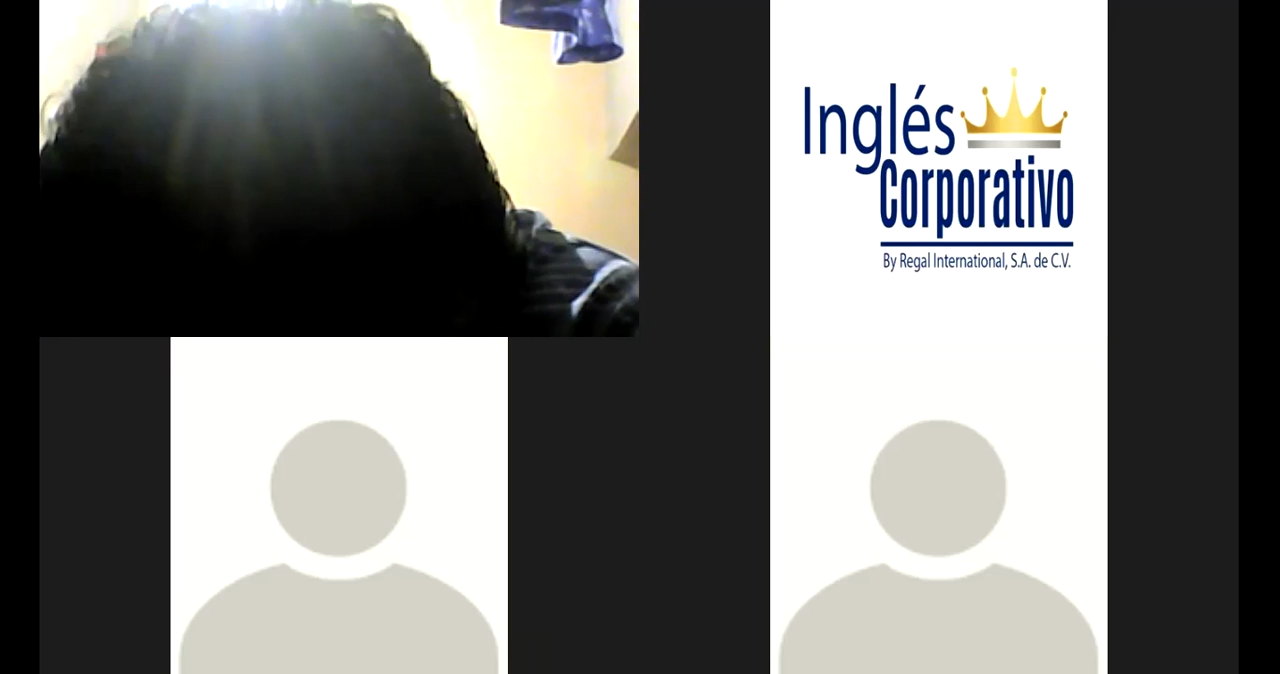 Inglés
Corporativo
By Regal International, S.A. de C.V.